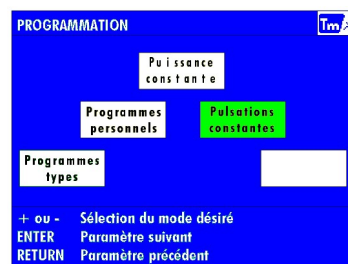 PROGRAMMATION
Tm
Puissance
constante
Programmes
personnels
Pulsations
constantes
Programmes
types
+ ou - Sélection du mode désiré
ENTER Paramètre suivant
RETURN Paramètre précédent